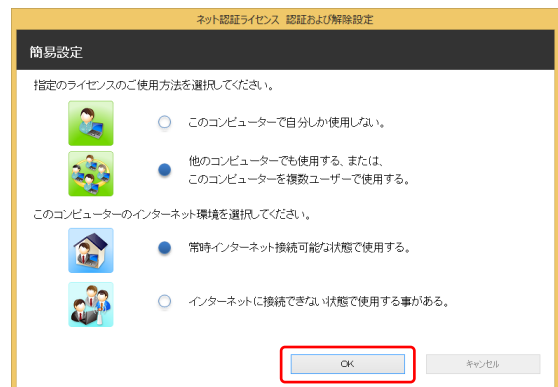 ネット認証ライセンス 認証および解除設定
簡易設定
指定のライセンスのご使用方法を選択してください。
このコンピューターで自分しか使用しない。
他のコンピューターでも使用する、または、
このコンピューターを複数ユーザーで使用する。
このコンピューターのインターネット環境を選択してください。
常時インターネット接続可能な状態で使用する。
インターネットに接続できない状態で使用する事がある。
OK
キャンセル